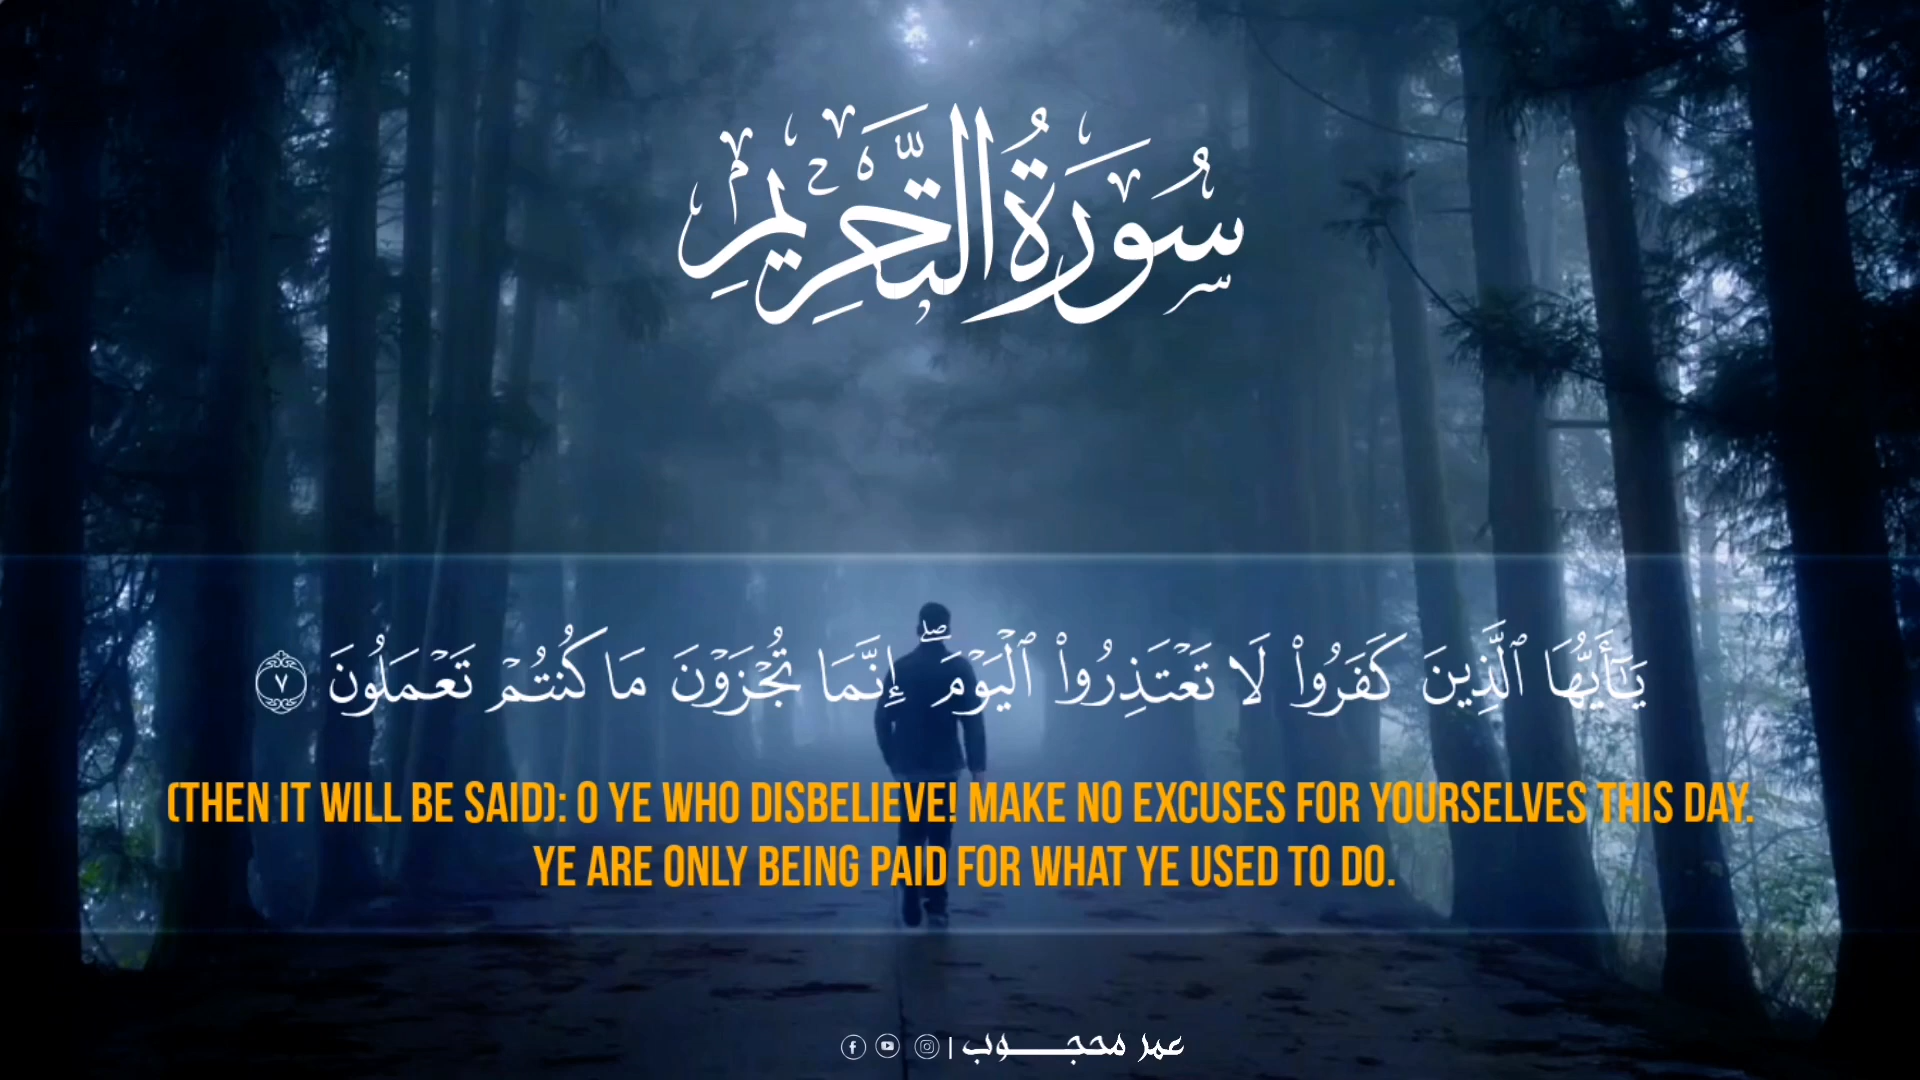 سُورَةُ التَّحْرِيمِ
يَـٰٓأَيُّهَا ٱلَّذِينَ كَفَرُوا۟ لَا تَعْتَذِرُوا۟ ٱلْيَوْمَ ۖ إِنَّمَا تُجْزَوْنَ مَا كُنتُمْ تَعْمَلُونَ ٧
(THEN IT WILL BE SAID): O YE WHO DISBELIEVE! MAKE NO EXCUSES FOR YOURSELVES THIS DAY.
YE ARE ONLY BEING PAID FOR WHAT YE USED TO DO.
عمر محجــــوب |